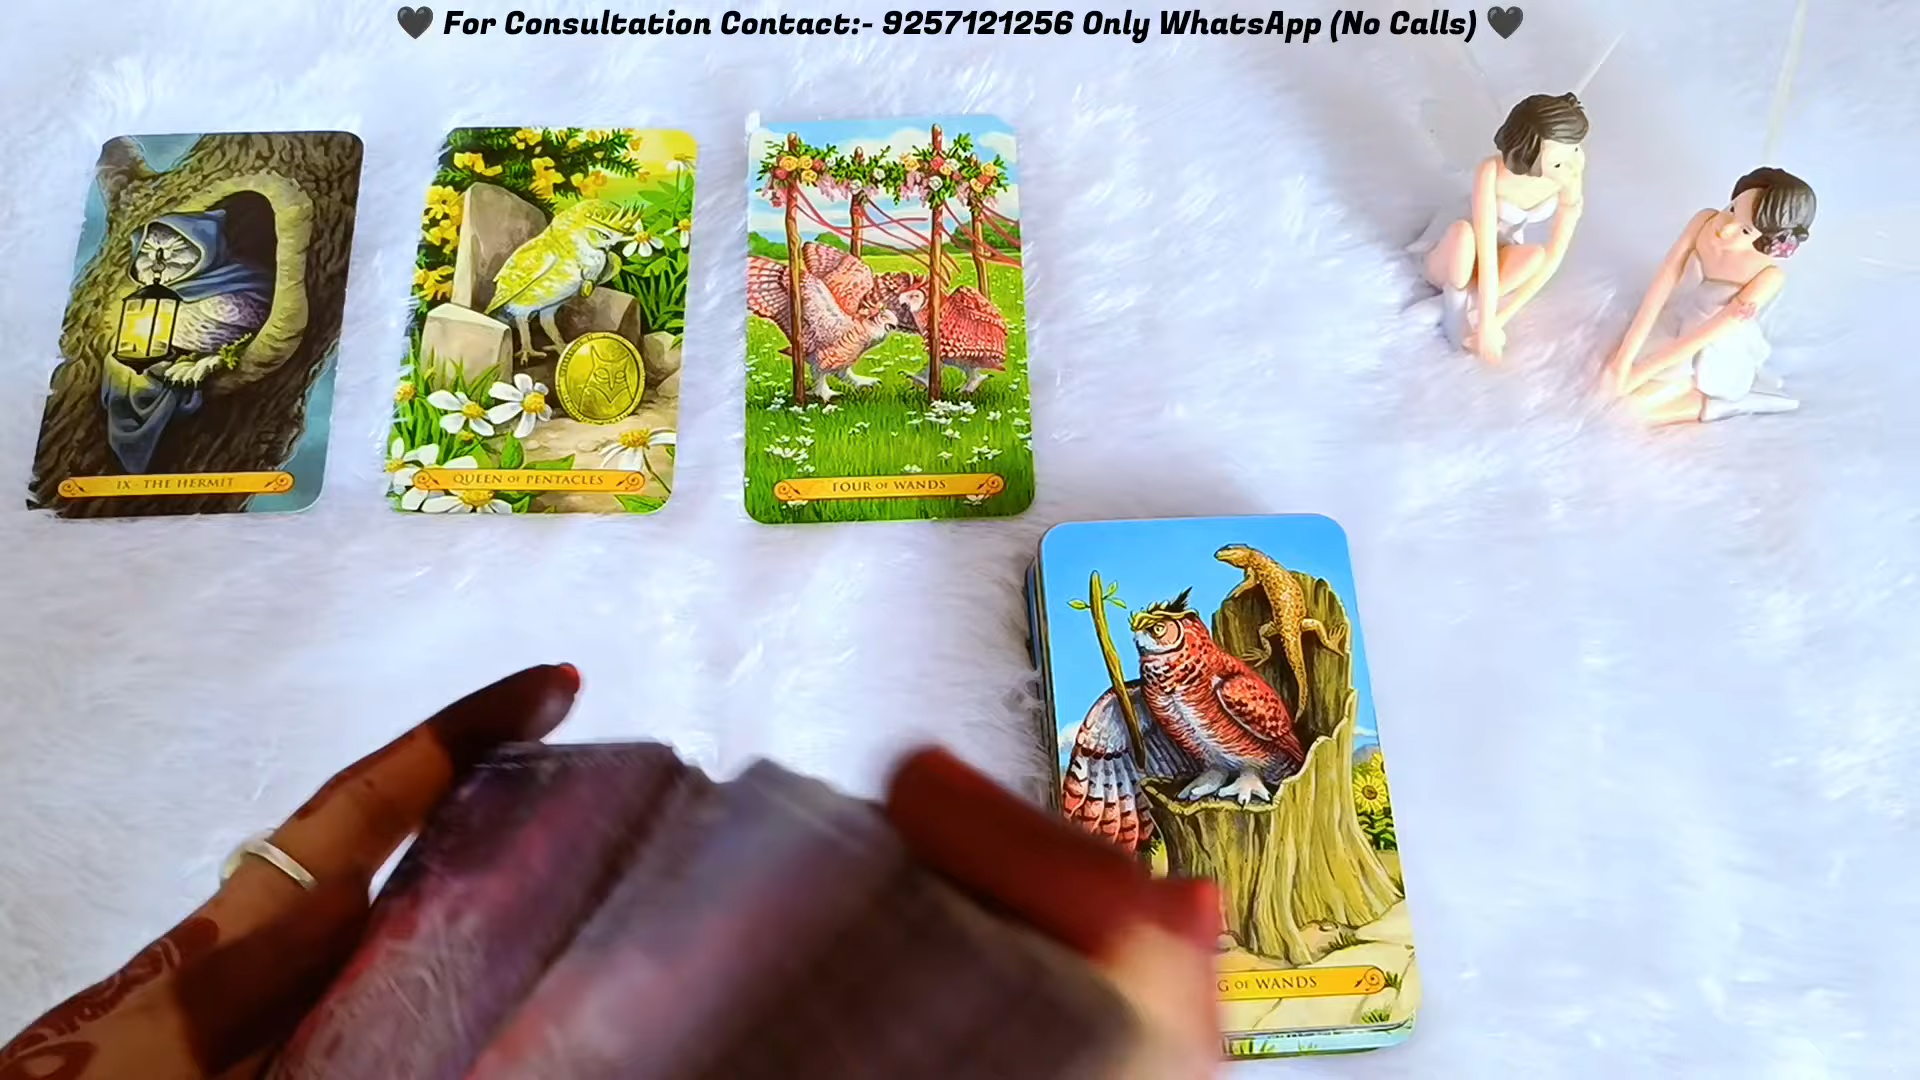 🖤 For Consultation Contact:- 9257121256 Only WhatsApp (No Calls) 🖤
IX · THE HERMIT
QUEEN OF PENTACLES
FOUR OF WANDS
G OF WANDS